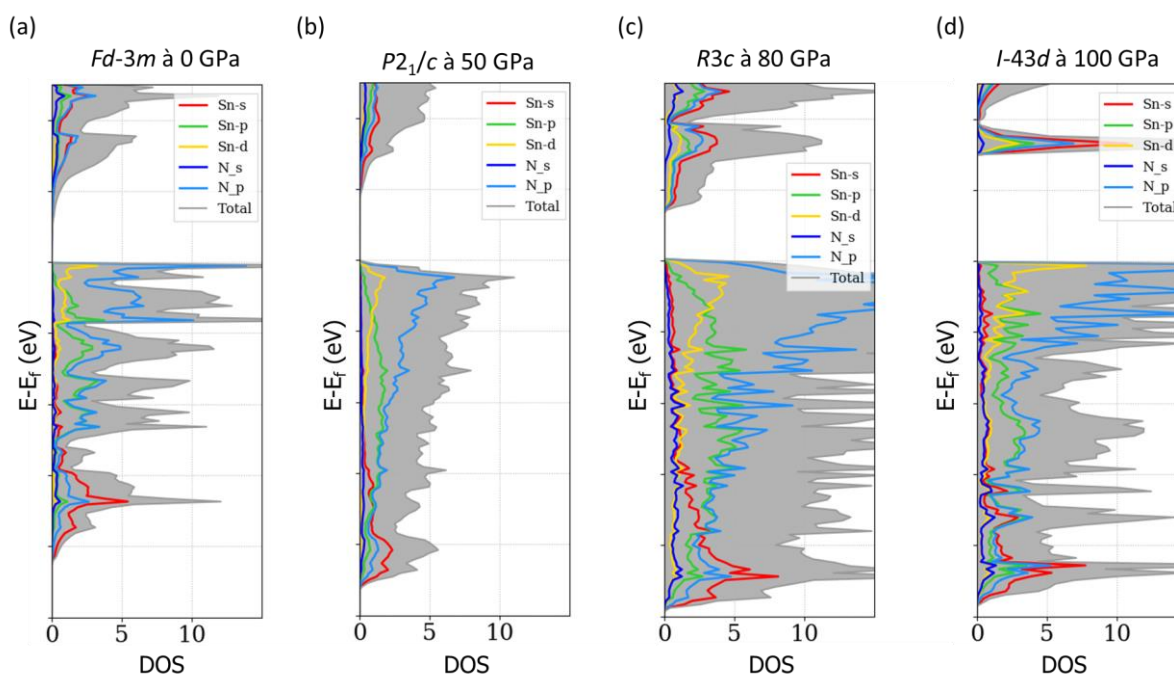 (a)
Fd-3m à 0 GPa
E-Ef (eV)
Sn-s
Sn-p
Sn-d
N_s
N_p
Total
0
5
10
DOS
(b)
P21/c à 50 GPa
E-Ef (eV)
Sn-s
Sn-p
Sn-d
N_s
N_p
Total
0
5
10
15
DOS
(c)
R3c à 80 GPa
E-Ef (eV)
Sn-s
Sn-p
Sn-d
N_s
N_p
Total
0
5
10
15
DOS
(d)
I-43d à 100 GPa
E-Ef (eV)
Sn-s
Sn-p
Sn-d
N_s
N_p
Total
0
5
10
DOS